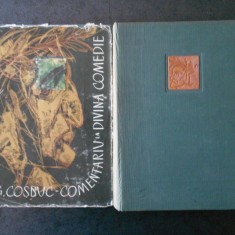 G. COSBUC · COMENTARIU LA DIVINA COMEDIE